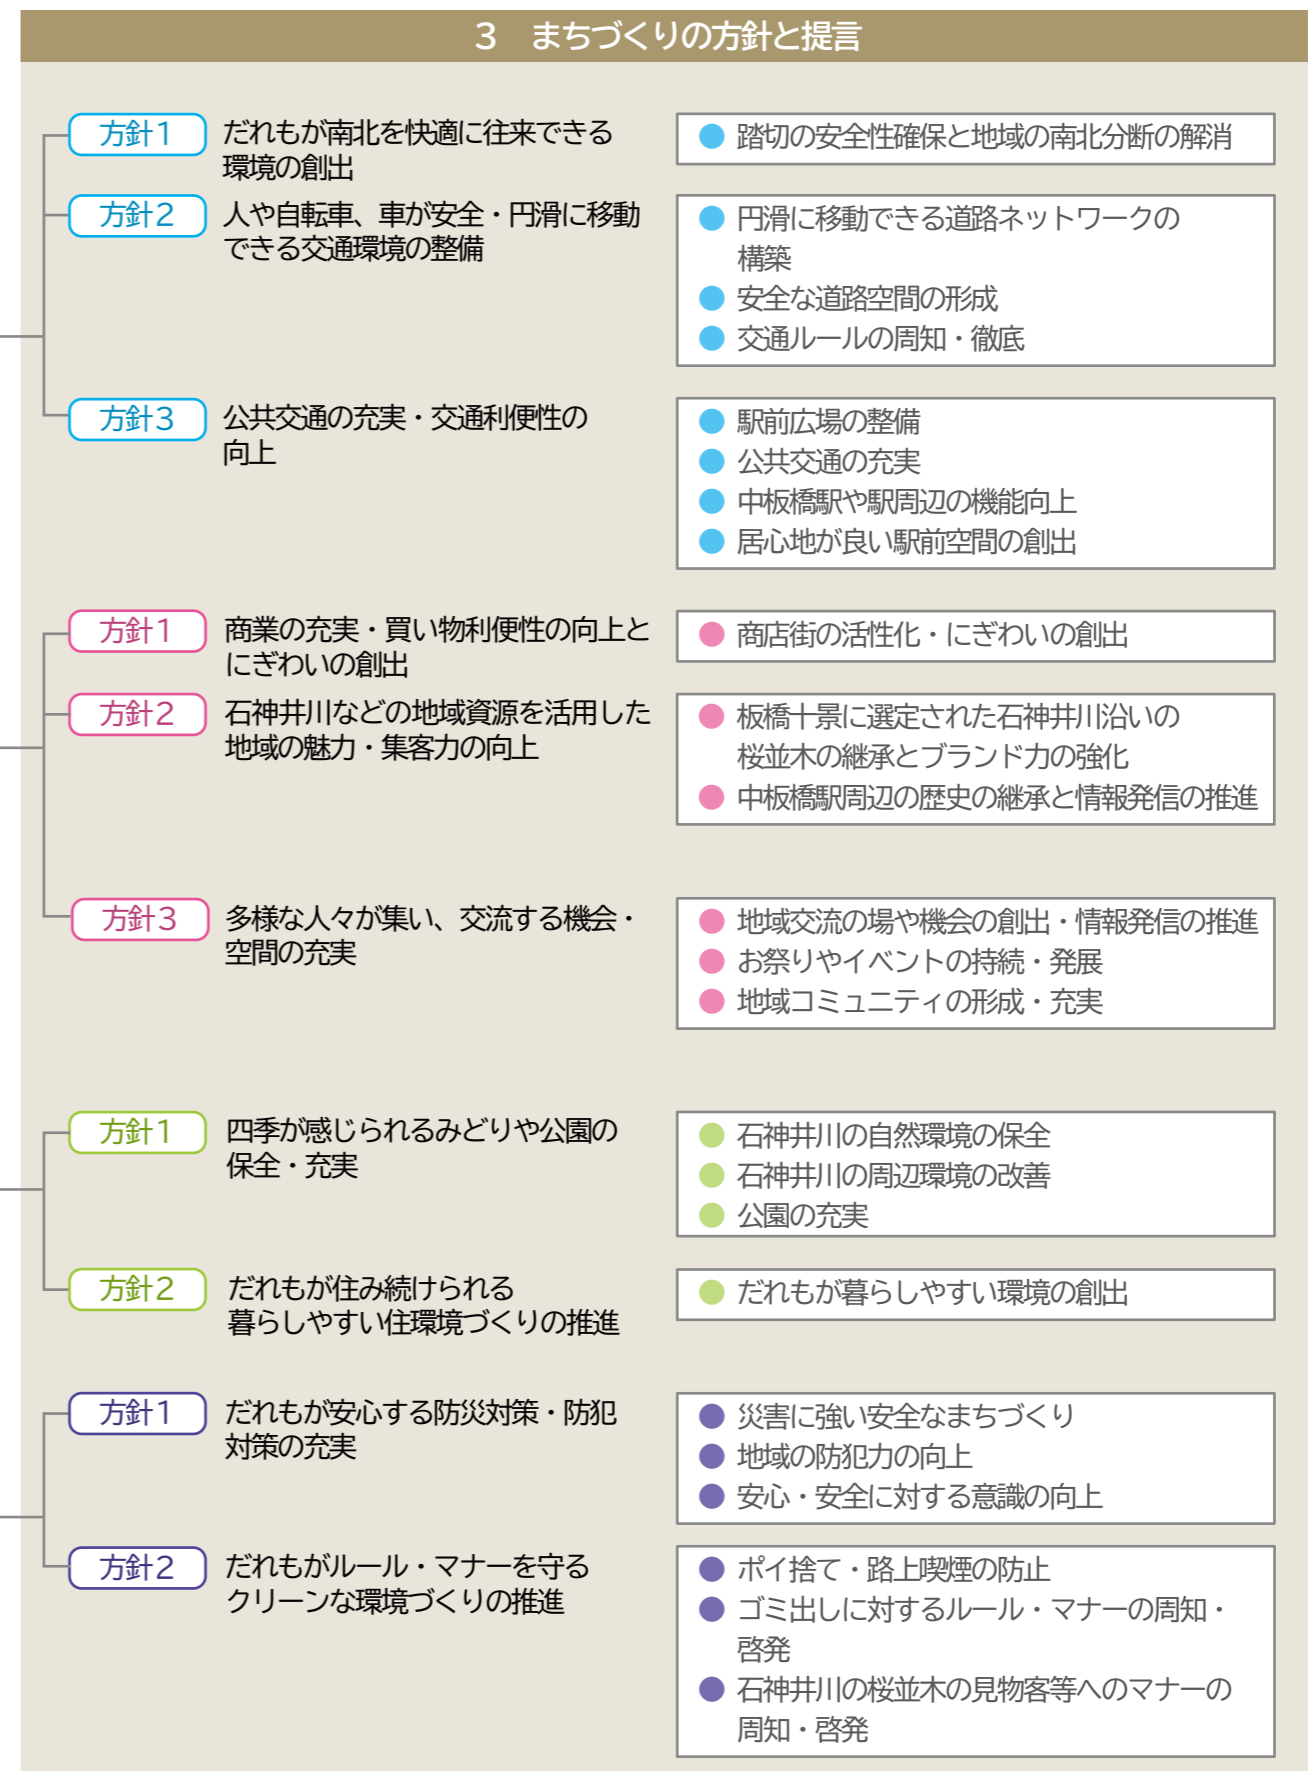 3 まちづくりの方針と提言
方針1
だれもが南北を快適に往来できる
環境の創出
● 踏切の安全性確保と地域の南北分断の解消
方針2
人や自転車、車が安全・円滑に移動
できる交通環境の整備
● 円滑に移動できる道路ネットワークの
構築
● 安全な道路空間の形成
● 交通ルールの周知・徹底
方針3
公共交通の充実・交通利便性の
向上
● 駅前広場の整備
● 公共交通の充実
● 中板橋駅や駅周辺の機能向上
● 居心地が良い駅前空間の創出
方針1
商業の充実・買い物利便性の向上と
にぎわいの創出
● 商店街の活性化・にぎわいの創出
方針2
石神井川などの地域資源を活用した
地域の魅力・集客力の向上
● 板橋十景に選定された石神井川沿いの
桜並木の継承とブランド力の強化
● 中板橋駅周辺の歴史の継承と情報発信の推進
方針3
多様な人々が集い、交流する機会・
空間の充実
● 地域交流の場や機会の創出・情報発信の推進
● お祭りやイベントの持続・発展
● 地域コミュニティの形成・充実
方針1
四季が感じられるみどりや公園の
保全・充実
● 石神井川の自然環境の保全
● 石神井川の周辺環境の改善
● 公園の充実
方針2
だれもが住み続けられる
暮らしやすい住環境づくりの推進
● だれもが暮らしやすい環境の創出
方針1
だれもが安心する防災対策・防犯
対策の充実
● 災害に強い安全なまちづくり
● 地域の防犯力の向上
● 安心・安全に対する意識の向上
方針2
だれもがルール・マナーを守る
クリーンな環境づくりの推進
● ポイ捨て・路上喫煙の防止
● ゴミ出しに対するルール・マナーの周知・
啓発
● 石神井川の桜並木の見物客等へのマナーの
周知・啓発